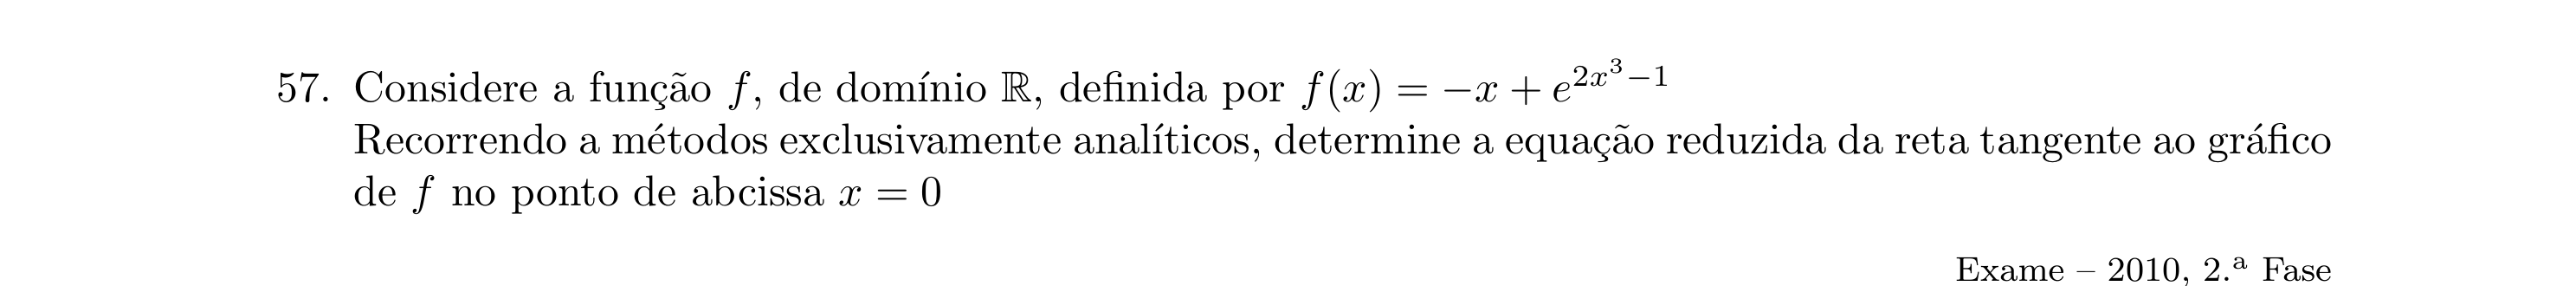 57. Considere a função f, de domínio ℝ, definida por f(x) = −x + e^{2x^3−1}
Recorrendo a métodos exclusivamente analíticos, determine a equação reduzida da reta tangente ao gráfico
de f no ponto de abcissa x = 0
Exame – 2010, 2.ª Fase